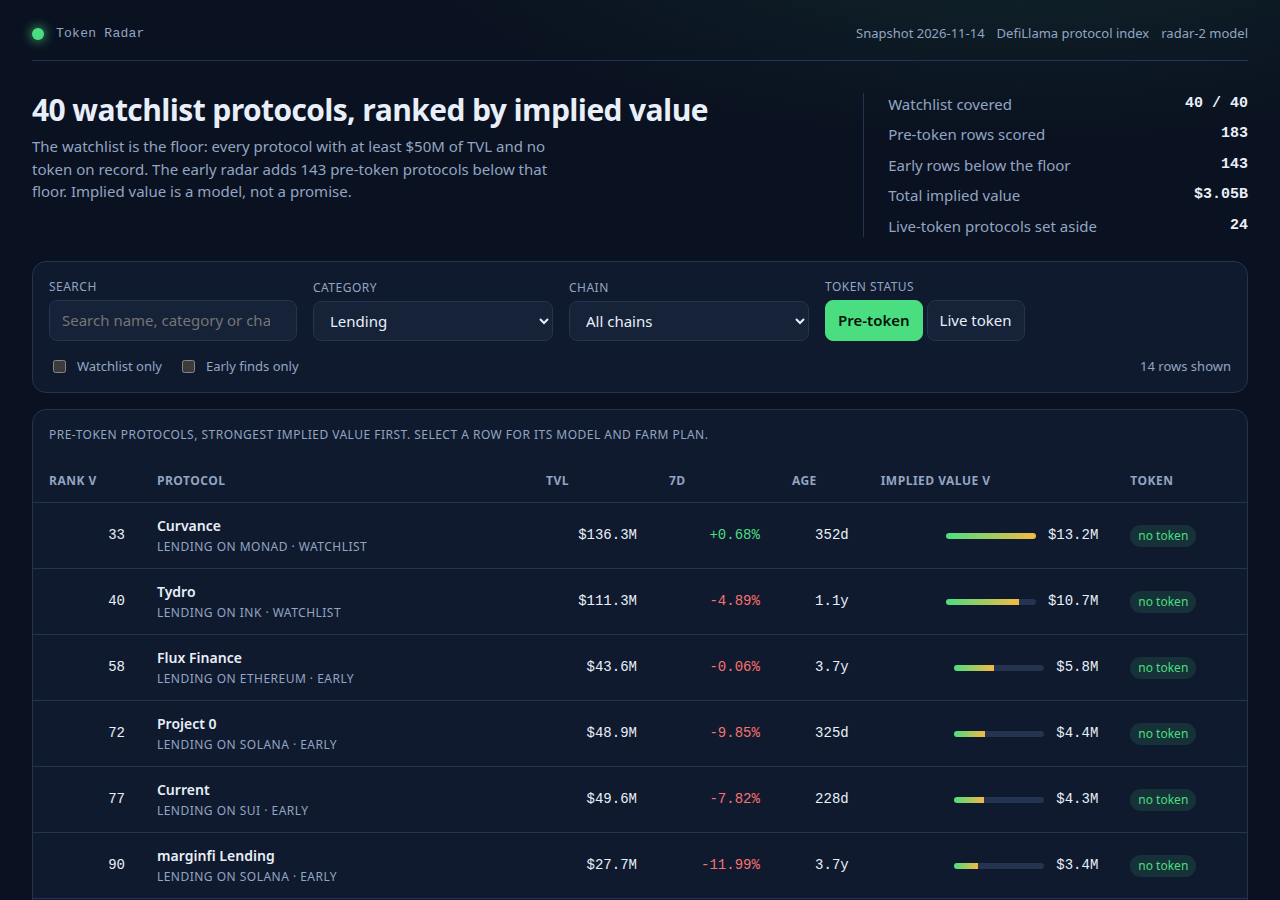 Token Radar
Snapshot 2026-11-14 DefiLlama protocol index radar-2 model
40 watchlist protocols, ranked by implied value
The watchlist is the floor: every protocol with at least $50M of TVL and no
token on record. The early radar adds 143 pre-token protocols below that
floor. Implied value is a model, not a promise.
Watchlist covered 40 / 40
Pre-token rows scored 183
Early rows below the floor 143
Total implied value $3.05B
Live-token protocols set aside 24
SEARCH CATEGORY CHAIN TOKEN STATUS
Search name, category or cha Lending All chains Pre-token Live token
Watchlist only Early finds only 14 rows shown
PRE-TOKEN PROTOCOLS, STRONGEST IMPLIED VALUE FIRST. SELECT A ROW FOR ITS MODEL AND FARM PLAN.
RANK V PROTOCOL TVL 7D AGE IMPLIED VALUE V TOKEN
33 Curvance $136.3M +0.68% 352d $13.2M no token
LENDING ON MONAD · WATCHLIST
40 Tydro $111.3M -4.89% 1.1y $10.7M no token
LENDING ON INK · WATCHLIST
58 Flux Finance $43.6M -0.06% 3.7y $5.8M no token
LENDING ON ETHEREUM · EARLY
72 Project 0 $48.9M -9.85% 325d $4.4M no token
LENDING ON SOLANA · EARLY
77 Current $49.6M -7.82% 228d $4.3M no token
LENDING ON SUI · EARLY
90 marginfi Lending $27.7M -11.99% 3.7y $3.4M no token
LENDING ON SOLANA · EARLY